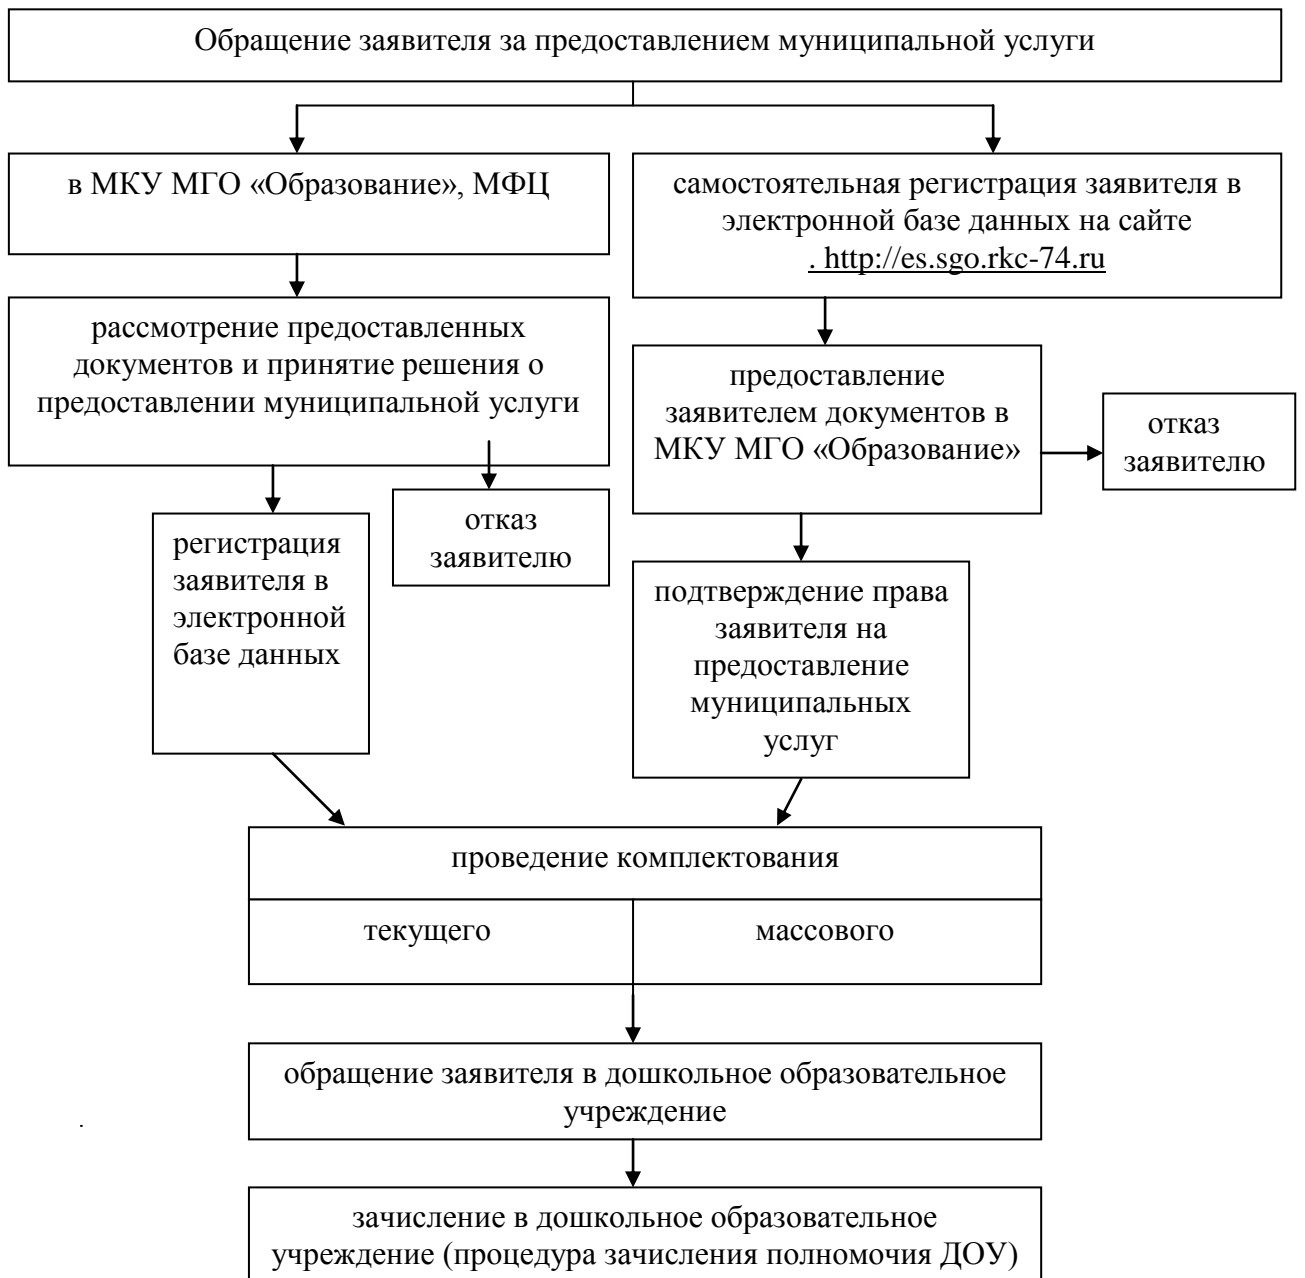 Обращение заявителя за предоставлением муниципальной услуги
в МКУ МГО «Образование», МФЦ
самостоятельная регистрация заявителя в
электронной базе данных на сайте
. http://es.sgo.rkc-74.ru
рассмотрение предоставленных
документов и принятие решения о
предоставлении муниципальной услуги
предоставление
заявителем документов в
МКУ МГО «Образование»
отказ
заявителю
регистрация
заявителя в
электронной
базе данных
отказ
заявителю
подтверждение права
заявителя на
предоставление
муниципальных
услуг
проведение комплектования
текущего
массового
обращение заявителя в дошкольное образовательное
учреждение
.
зачисление в дошкольное образовательное
учреждение (процедура зачисления полномочия ДОУ)